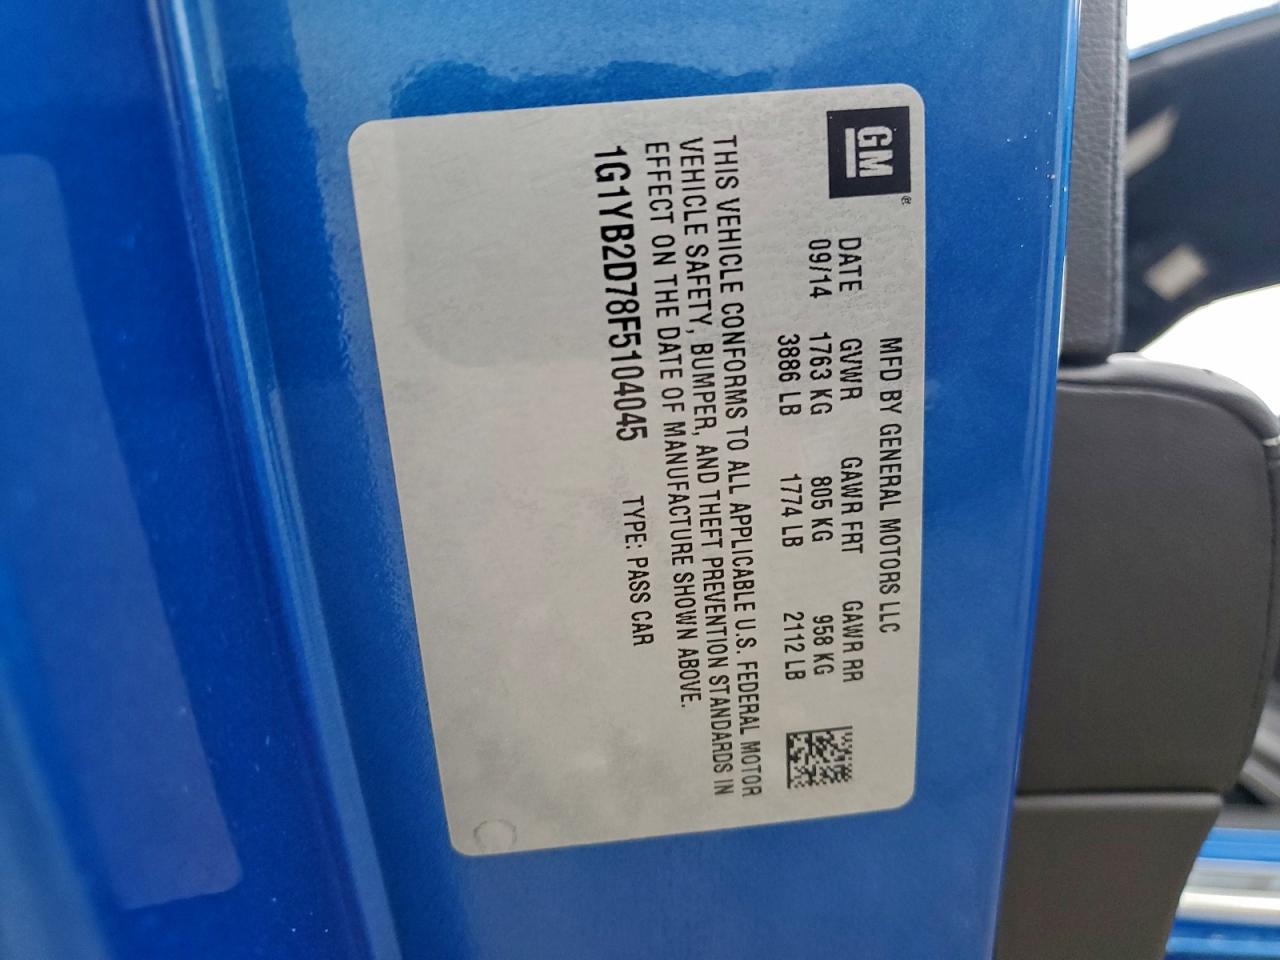 GM®
MFD BY GENERAL MOTORS LLC
DATE GVWR GAWR FRT GAWR RR
09/14 1763 KG 805 KG 958 KG
3886 LB 1774 LB 2112 LB
THIS VEHICLE CONFORMS TO ALL APPLICABLE U.S. FEDERAL MOTOR
VEHICLE SAFETY, BUMPER, AND THEFT PREVENTION STANDARDS IN
EFFECT ON THE DATE OF MANUFACTURE SHOWN ABOVE.
1G1YB2D78F5104045 TYPE: PASS CAR